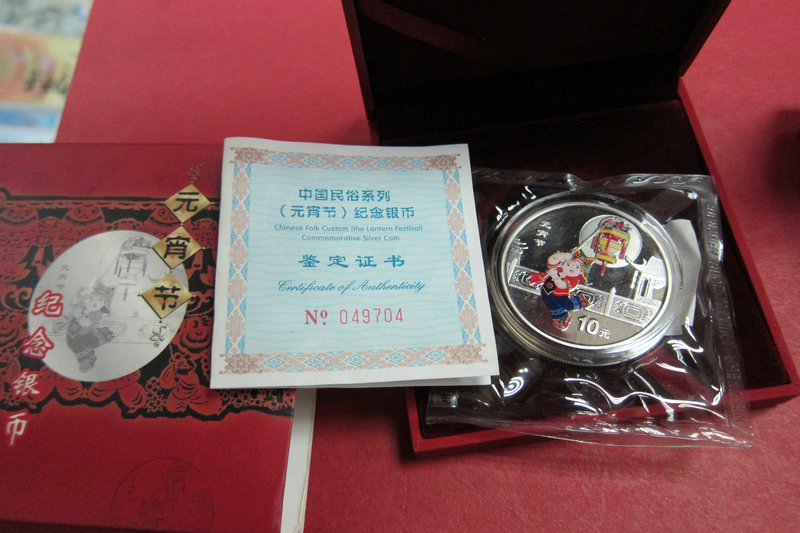 元
宵
节
纪念银币
中国民俗系列
（元宵节）纪念银币
Chinese Folk Custom (the Lantern Festival)
Commemorative Silver Coin
鉴定证书
Certificate of Authenticity
Nº 049704
元宵节
10元